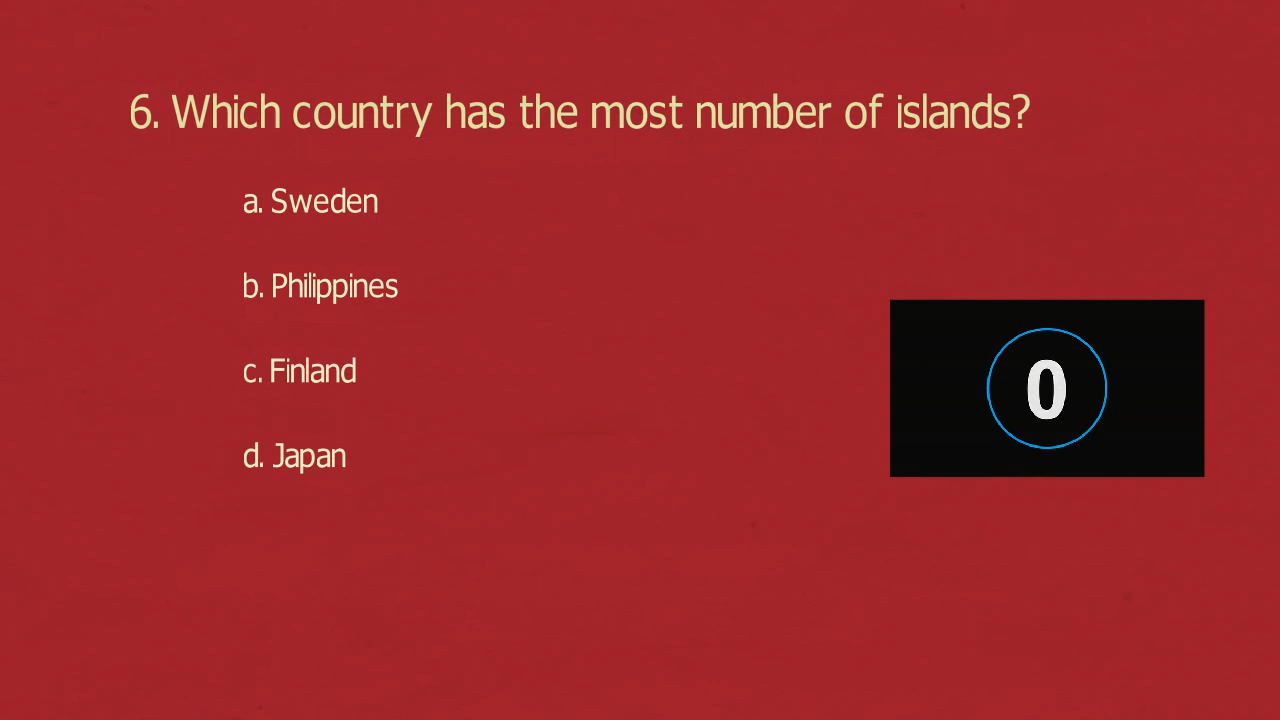 6. Which country has the most number of islands?
a. Sweden
b. Philippines
c. Finland
d. Japan
0